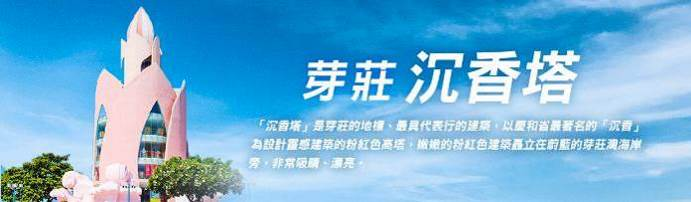 芽莊 沉香塔
「沉香塔」是芽莊的地標、最具代表行的建築，以慶和省最著名的「沉香」
為設計靈感建築的粉紅色高塔，嫩嫩的粉紅色建築矗立在蔚藍的芽莊灣海岸
旁，非常吸睛、漂亮。